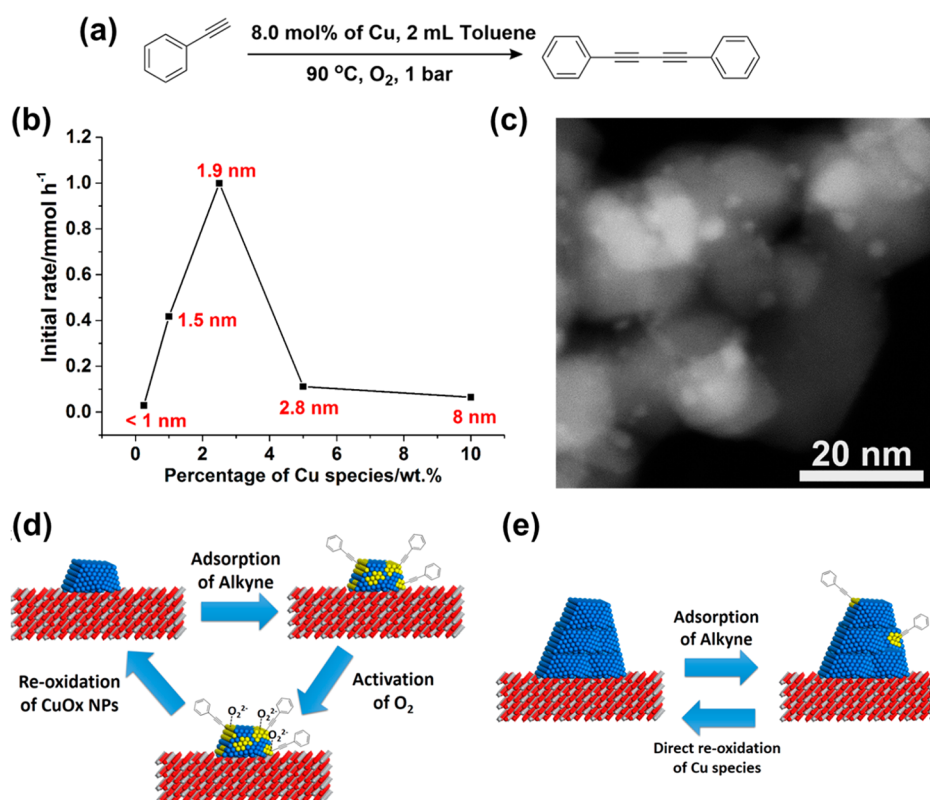 (a)
8.0 mol% of Cu, 2 mL Toluene
90 °C, O₂, 1 bar
(b)
Initial rate/mmol h⁻¹
1.2
1.0
0.8
0.6
0.4
0.2
0.0
1.9 nm
1.5 nm
< 1 nm
2.8 nm
8 nm
0 2 4 6 8 10
Percentage of Cu species/wt.%
(c)
20 nm
(d)
Adsorption
of Alkyne
Activation
of O₂
O₂²⁻ O₂²⁻
O₂²⁻
Re-oxidation
of CuOx NPs
(e)
Adsorption
of Alkyne
Direct re-oxidation
of Cu species